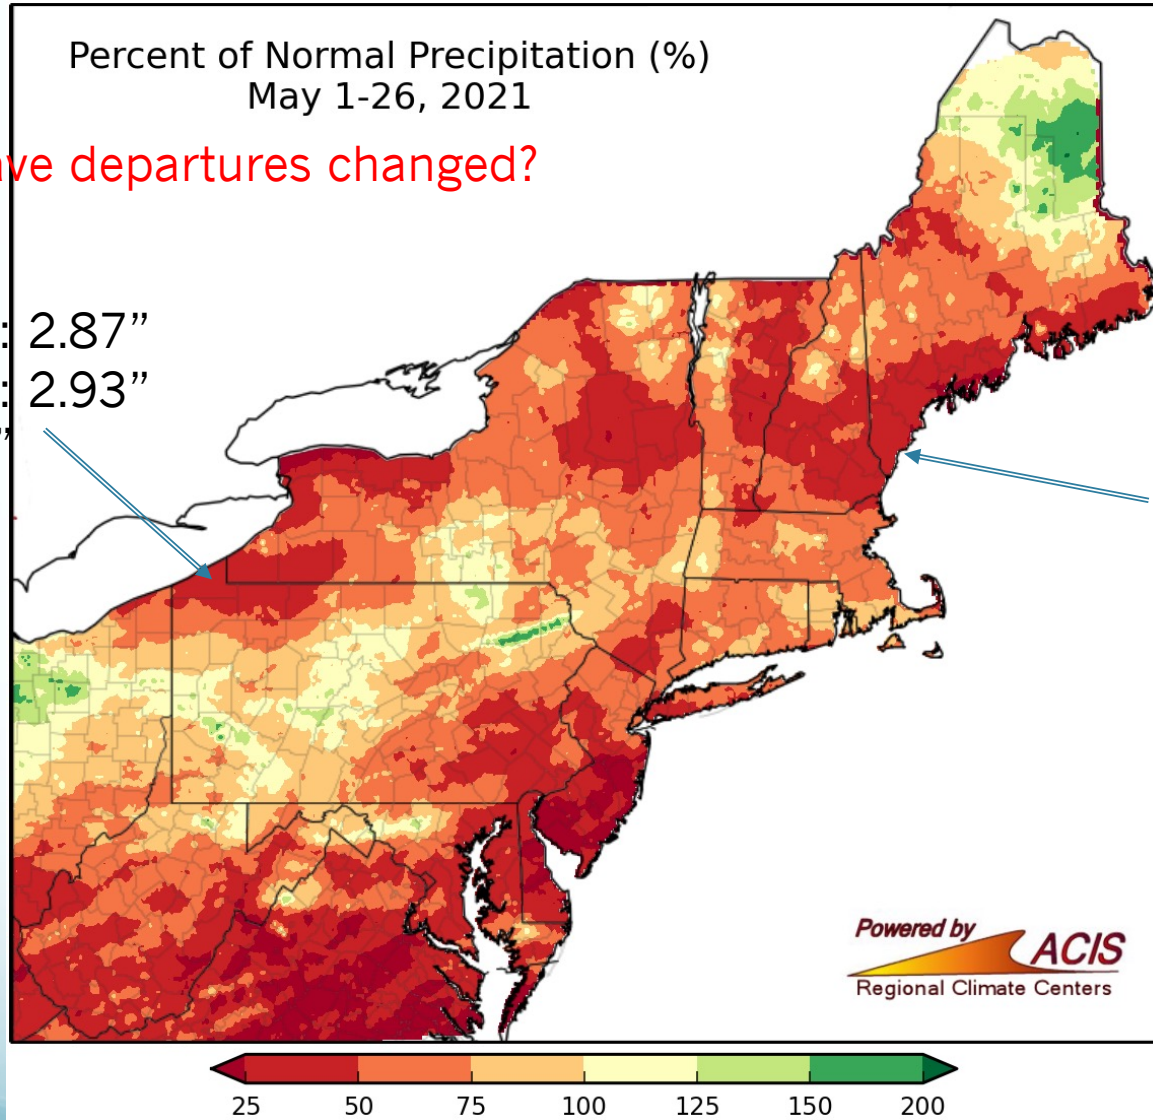 Percent of Normal Precipitation (%)
May 1-26, 2021
ave departures changed?
: 2.87”
: 2.93”
”
Powered by
ACIS
Regional Climate Centers
25 50 75 100 125 150 200